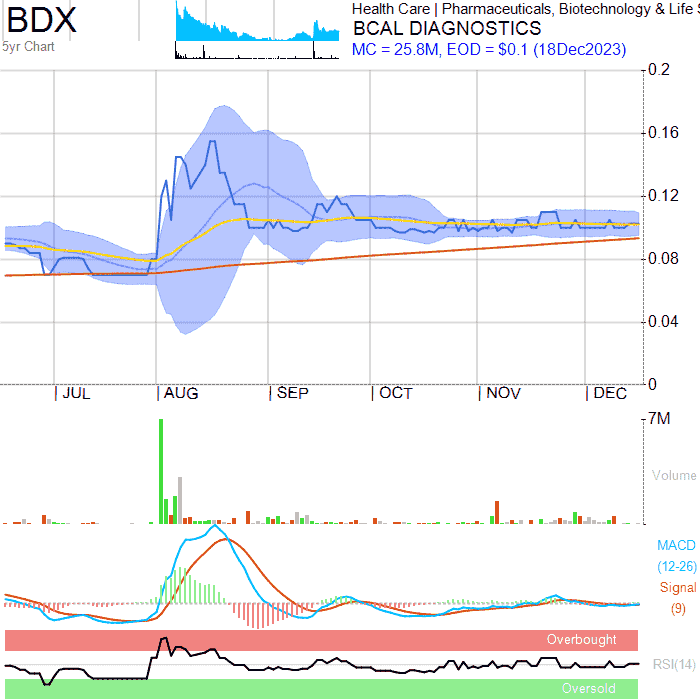 BDX
5yr Chart
Health Care | Pharmaceuticals, Biotechnology & Life S
BCAL DIAGNOSTICS
MC = 25.8M, EOD = $0.1 (18Dec2023)
0.2
0.16
0.12
0.08
0.04
0
JUL
AUG
SEP
OCT
NOV
DEC
7M
Volume
MACD
(12-26)
Signal
(9)
Overbought
RSI(14)
Oversold